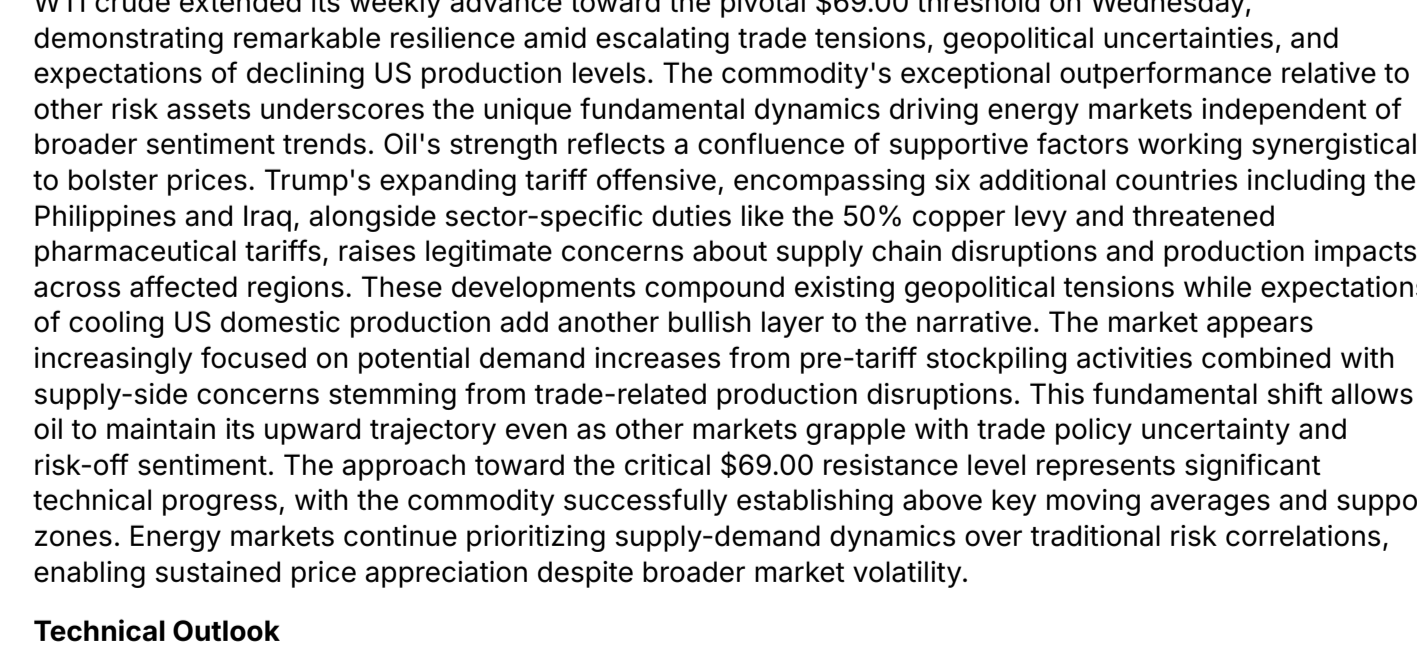 WTI crude extended its weekly advance toward the pivotal $69.00 threshold on Wednesday,
demonstrating remarkable resilience amid escalating trade tensions, geopolitical uncertainties, and
expectations of declining US production levels. The commodity's exceptional outperformance relative to
other risk assets underscores the unique fundamental dynamics driving energy markets independent of
broader sentiment trends. Oil's strength reflects a confluence of supportive factors working synergistical
to bolster prices. Trump's expanding tariff offensive, encompassing six additional countries including the
Philippines and Iraq, alongside sector-specific duties like the 50% copper levy and threatened
pharmaceutical tariffs, raises legitimate concerns about supply chain disruptions and production impacts
across affected regions. These developments compound existing geopolitical tensions while expectations
of cooling US domestic production add another bullish layer to the narrative. The market appears
increasingly focused on potential demand increases from pre-tariff stockpiling activities combined with
supply-side concerns stemming from trade-related production disruptions. This fundamental shift allows
oil to maintain its upward trajectory even as other markets grapple with trade policy uncertainty and
risk-off sentiment. The approach toward the critical $69.00 resistance level represents significant
technical progress, with the commodity successfully establishing above key moving averages and suppo
zones. Energy markets continue prioritizing supply-demand dynamics over traditional risk correlations,
enabling sustained price appreciation despite broader market volatility.
Technical Outlook